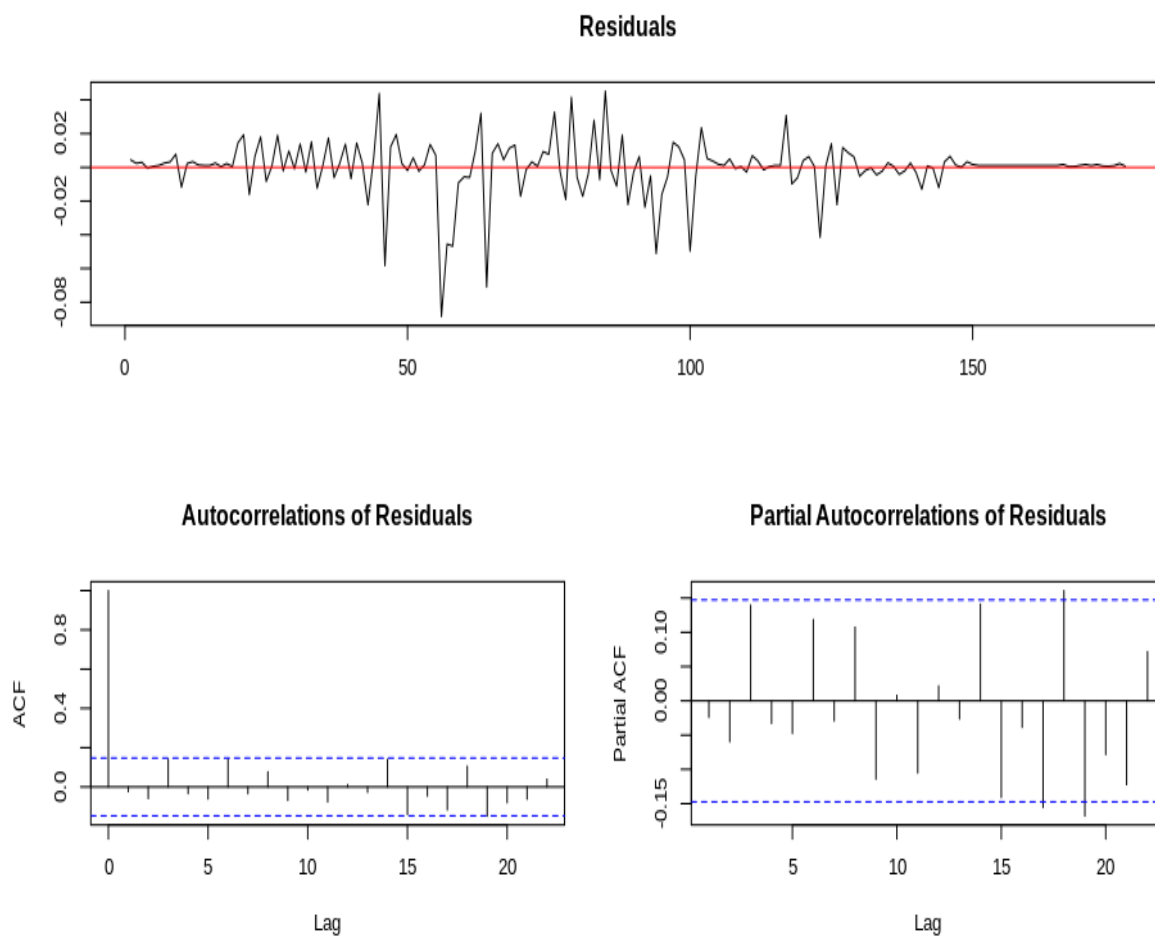 Residuals
0.02
-0.02
-0.08
0 50 100 150
Autocorrelations of Residuals
ACF
0.8
0.4
0.0
0 5 10 15 20
Lag
Partial Autocorrelations of Residuals
Partial ACF
0.10
0.00
-0.15
5 10 15 20
Lag